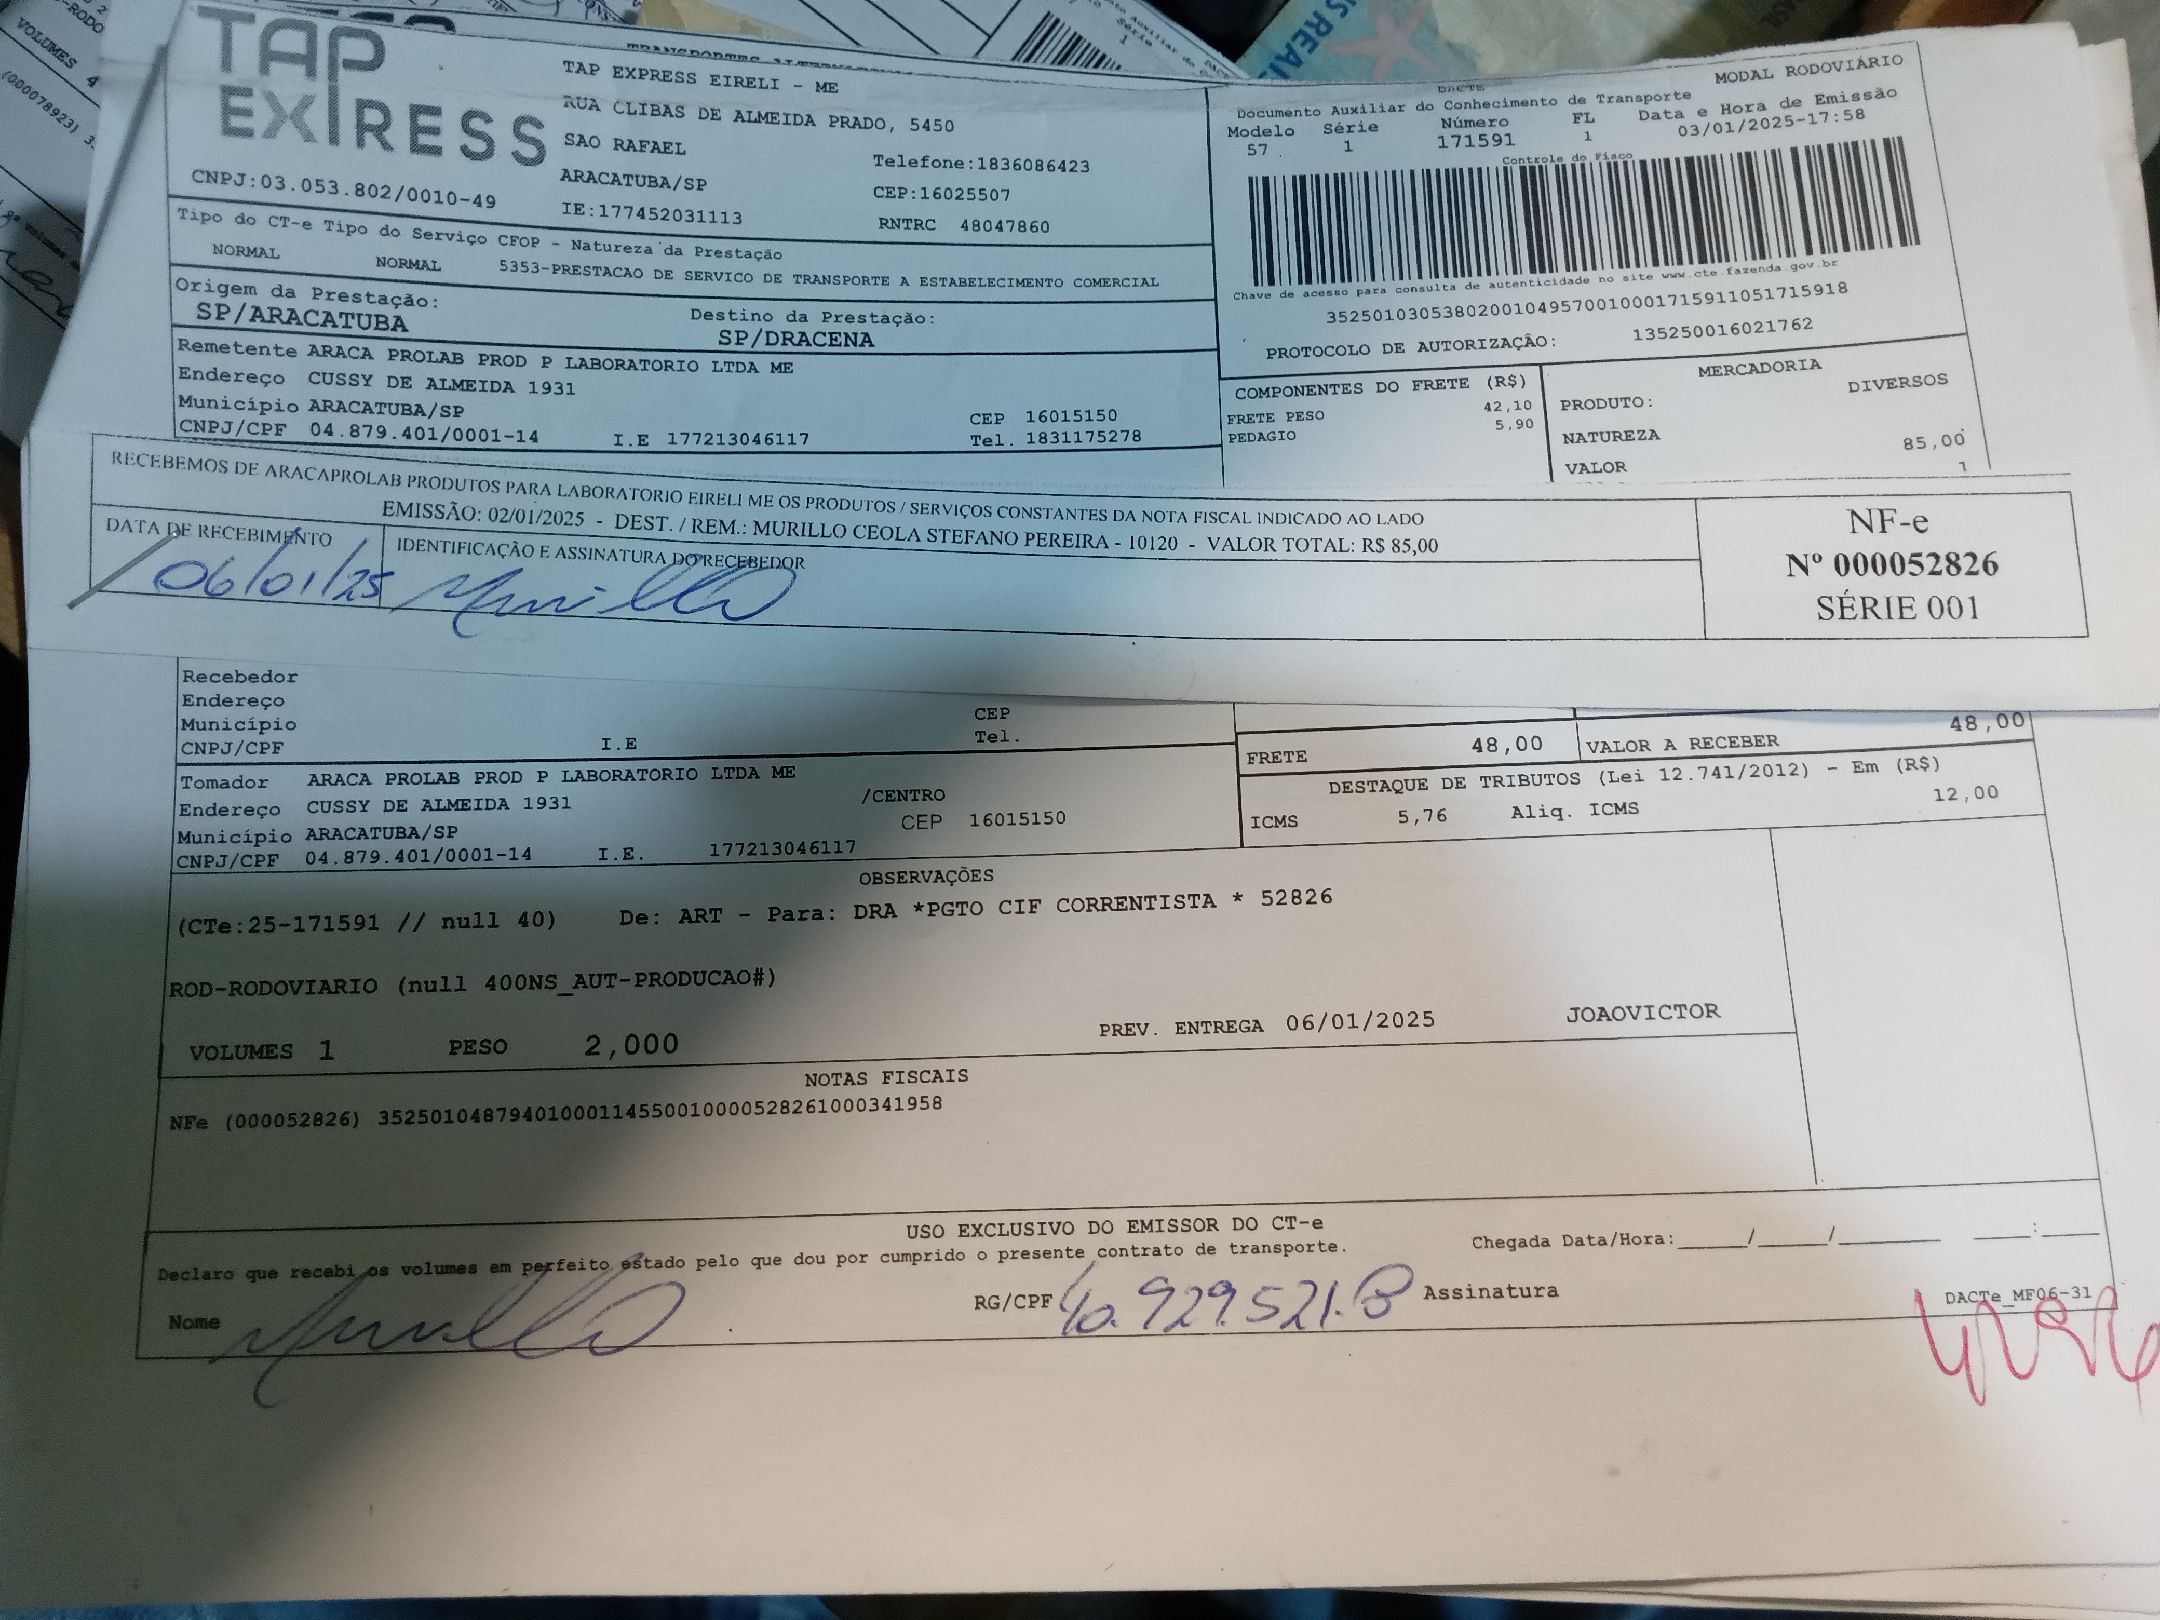 TAP
EXPRESS
TAP EXPRESS EIRELI - ME
RUA CLIBAS DE ALMEIDA PRADO, 5450
SAO RAFAEL
ARACATUBA/SP
IE:177452031113
Telefone:1836086423
CEP:16025507
RNTRC 48047860
CNPJ:03.053.802/0010-49
MODAL RODOVIÁRIO
DACTE
Documento Auxiliar do Conhecimento de Transporte
Modelo Série Número FL Data e Hora de Emissão
57 1 171591 1 03/01/2025-17:58
Controle do Fisco
Chave de acesso para consulta de autenticidade no site www.cte.fazenda.gov.br
35250103053802001049570010001715911051715918
PROTOCOLO DE AUTORIZAÇÃO: 135250016021762
Tipo do CT-e Tipo do Serviço CFOP - Natureza da Prestação
NORMAL NORMAL 5353-PRESTACAO DE SERVICO DE TRANSPORTE A ESTABELECIMENTO COMERCIAL
Origem da Prestação: Destino da Prestação:
SP/ARACATUBA SP/DRACENA
Remetente ARACA PROLAB PROD P LABORATORIO LTDA ME
Endereço CUSSY DE ALMEIDA 1931
Município ARACATUBA/SP CEP 16015150
CNPJ/CPF 04.879.401/0001-14 I.E 177213046117 Tel. 1831175278
COMPONENTES DO FRETE (R$)
FRETE PESO 42,10
PEDAGIO 5,90
MERCADORIA
PRODUTO: DIVERSOS
NATUREZA
VALOR 85,00
1
RECEBEMOS DE ARACAPROLAB PRODUTOS PARA LABORATORIO EIRELI ME OS PRODUTOS / SERVIÇOS CONSTANTES DA NOTA FISCAL INDICADO AO LADO
EMISSÃO: 02/01/2025 - DEST. / REM.: MURILLO CEOLA STEFANO PEREIRA - 10120 - VALOR TOTAL: R$ 85,00
DATA DE RECEBIMENTO
IDENTIFICAÇÃO E ASSINATURA DO RECEBEDOR
06/01/25 Murillo
NF-e
Nº 000052826
SÉRIE 001
Recebedor
Endereço
Município CEP
CNPJ/CPF I.E Tel.
FRETE 48,00 VALOR A RECEBER 48,00
Tomador ARACA PROLAB PROD P LABORATORIO LTDA ME
Endereço CUSSY DE ALMEIDA 1931 /CENTRO
Município ARACATUBA/SP CEP 16015150
CNPJ/CPF 04.879.401/0001-14 I.E. 177213046117
DESTAQUE DE TRIBUTOS (Lei 12.741/2012) - Em (R$)
ICMS 5,76 Aliq. ICMS 12,00
OBSERVAÇÕES
(CTe:25-171591 // null 40) De: ART - Para: DRA *PGTO CIF CORRENTISTA * 52826
ROD-RODOVIARIO (null 400NS_AUT-PRODUCAO#)
VOLUMES 1 PESO 2,000 PREV. ENTREGA 06/01/2025 JOAOVICTOR
NOTAS FISCAIS
NFe (000052826) 35250104879401000114550010000528261000341958
USO EXCLUSIVO DO EMISSOR DO CT-e
Declaro que recebi os volumes em perfeito estado pelo que dou por cumprido o presente contrato de transporte.
Chegada Data/Hora:_____/_____/_______ ____:____
Nome Murillo RG/CPF 40.929.521.8 Assinatura
DACTe_MF06-31